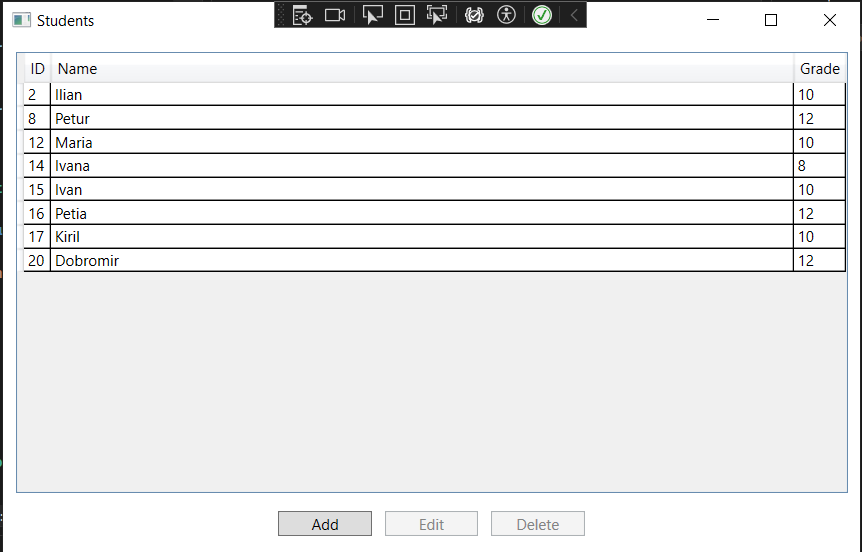 Students
ID Name Grade
2 Ilian 10
8 Petur 12
12 Maria 10
14 Ivana 8
15 Ivan 10
16 Petia 12
17 Kiril 10
20 Dobromir 12
Add Edit Delete